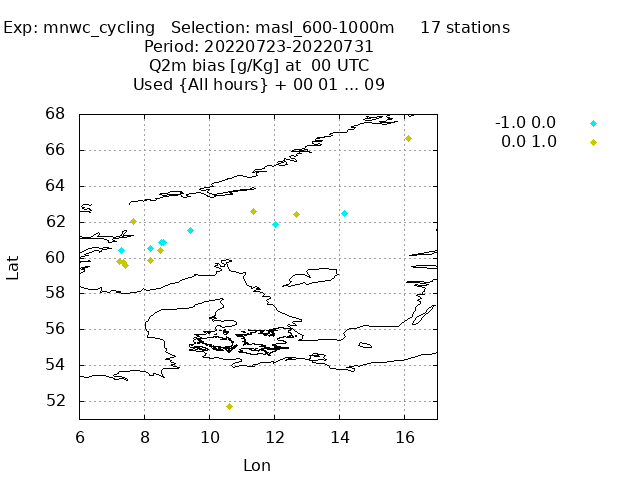 Exp: mnwc_cycling   Selection: masl_600-1000m     17 stations
Period: 20220723-20220731
Q2m bias [g/Kg] at  00 UTC
Used {All hours} + 00 01 ... 09
-1.0 0.0
0.0 1.0
68
66
64
62
60
58
56
54
52
Lat
6 8 10 12 14 16
Lon